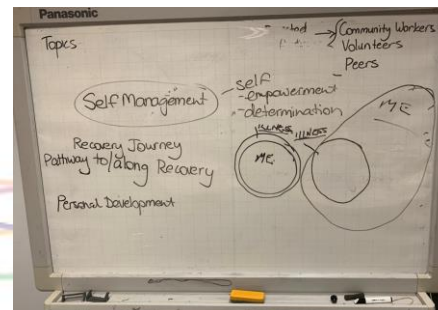 Panasonic
Topics
Community Workers
Volunteers
Peers
Self Management
self
-empowerment
-determination
Recovery Journey
Pathway to/along Recovery
Personal Development
ILLNESS
ME
ILLNESS
ME